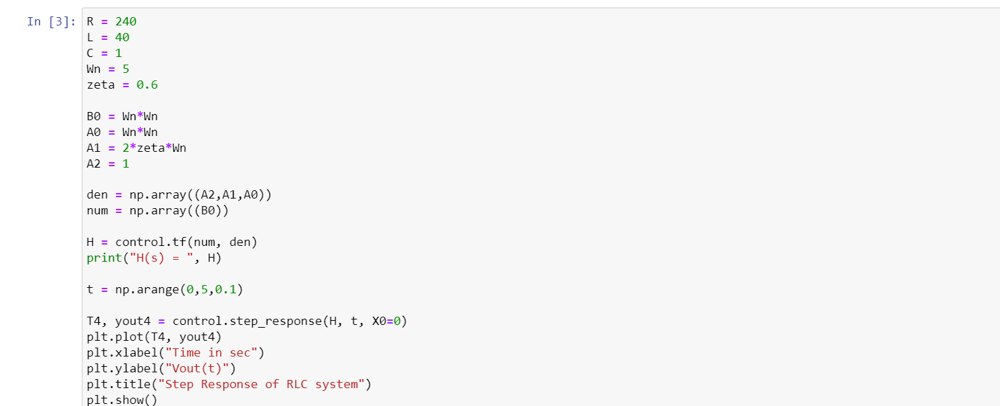 In [3]: R = 240
L = 40
C = 1
Wn = 5
zeta = 0.6
B0 = Wn*Wn
A0 = Wn*Wn
A1 = 2*zeta*Wn
A2 = 1
den = np.array((A2,A1,A0))
num = np.array((B0))
H = control.tf(num, den)
print("H(s) = ", H)
t = np.arange(0,5,0.1)
T4, yout4 = control.step_response(H, t, X0=0)
plt.plot(T4, yout4)
plt.xlabel("Time in sec")
plt.ylabel("Vout(t)")
plt.title("Step Response of RLC system")
plt.show()